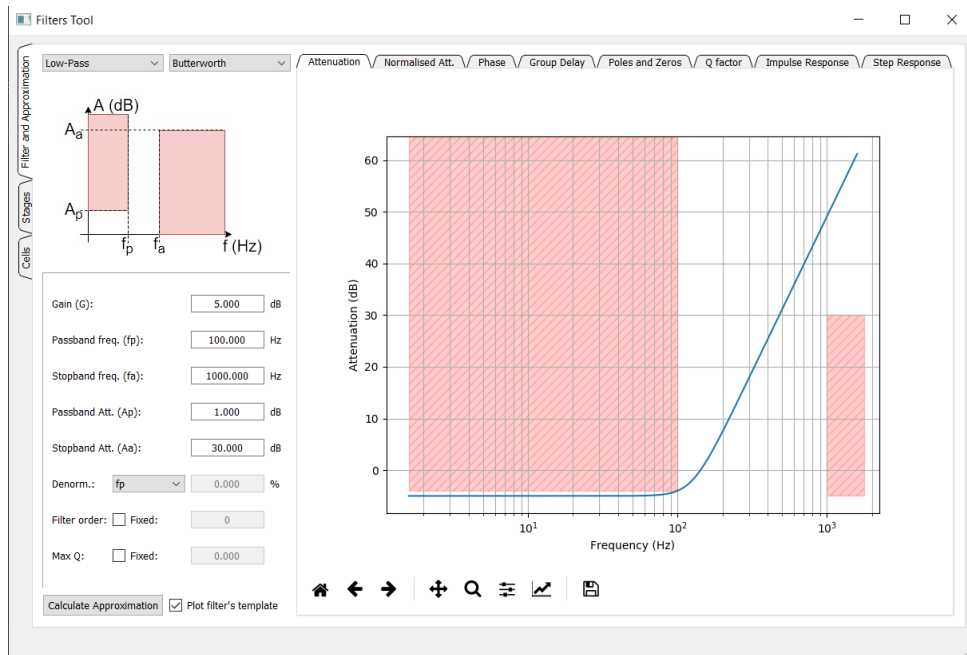 Filters Tool
Filter and Approximation
Stages
Cells
Low-Pass
Butterworth
A (dB)
Aa
Ap
fp
fa
f (Hz)
Gain (G): 5.000 dB
Passband freq. (fp): 100.000 Hz
Stopband freq. (fa): 1000.000 Hz
Passband Att. (Ap): 1.000 dB
Stopband Att. (Aa): 30.000 dB
Denorm.: fp 0.000 %
Filter order: Fixed: 0
Max Q: Fixed: 0.000
Calculate Approximation Plot filter's template
Attenuation Normalised Att. Phase Group Delay Poles and Zeros Q factor Impulse Response Step Response
Attenuation (dB)
60
50
40
30
20
10
0
10¹ 10² 10³
Frequency (Hz)